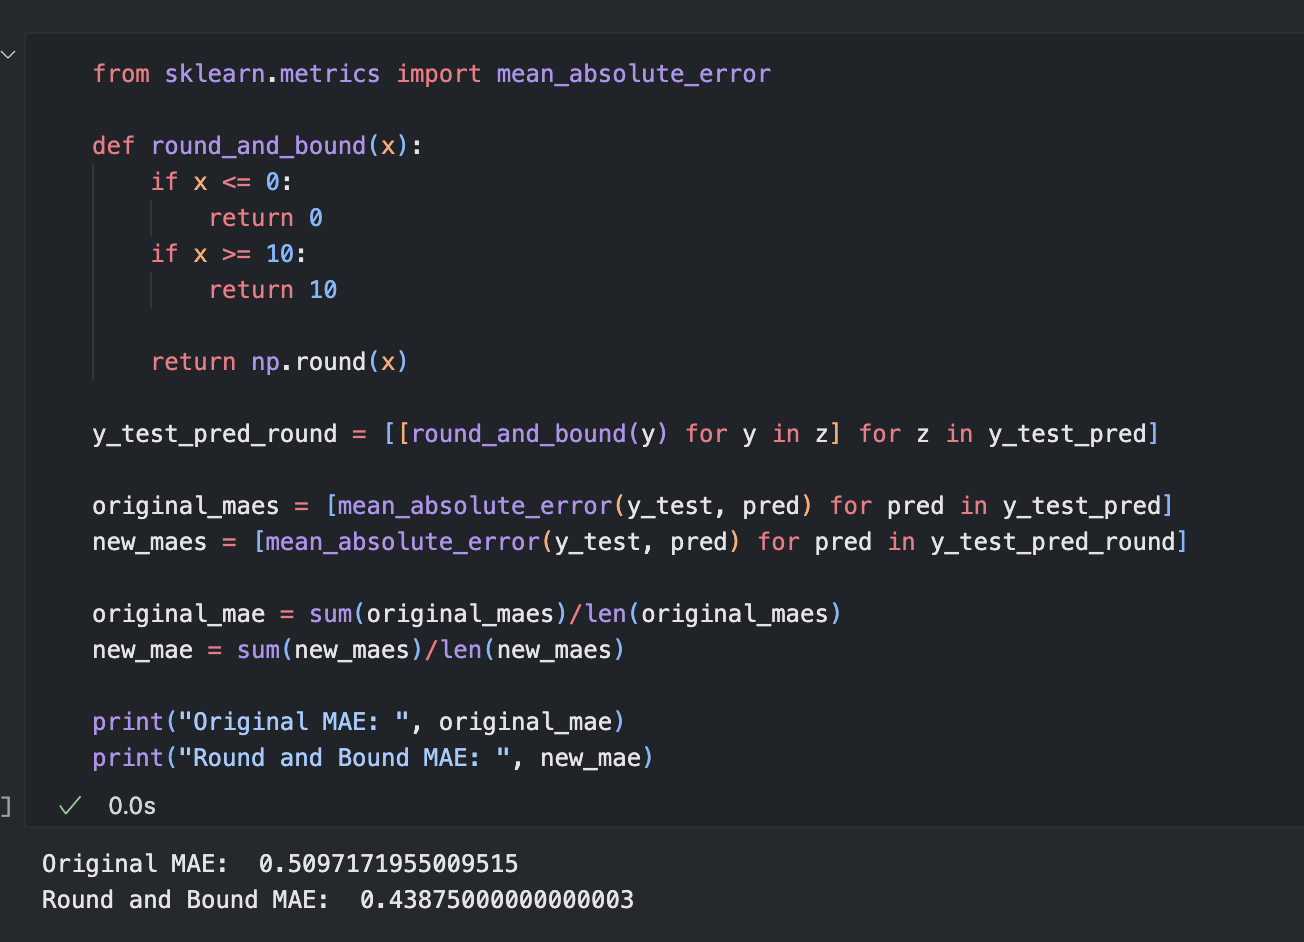 from sklearn.metrics import mean_absolute_error
def round_and_bound(x):
    if x <= 0:
        return 0
    if x >= 10:
        return 10
    return np.round(x)
y_test_pred_round = [[round_and_bound(y) for y in z] for z in y_test_pred]
original_maes = [mean_absolute_error(y_test, pred) for pred in y_test_pred]
new_maes = [mean_absolute_error(y_test, pred) for pred in y_test_pred_round]
original_mae = sum(original_maes)/len(original_maes)
new_mae = sum(new_maes)/len(new_maes)
print("Original MAE: ", original_mae)
print("Round and Bound MAE: ", new_mae)
] ✓ 0.0s
Original MAE:  0.5097171955009515
Round and Bound MAE:  0.43875000000000003